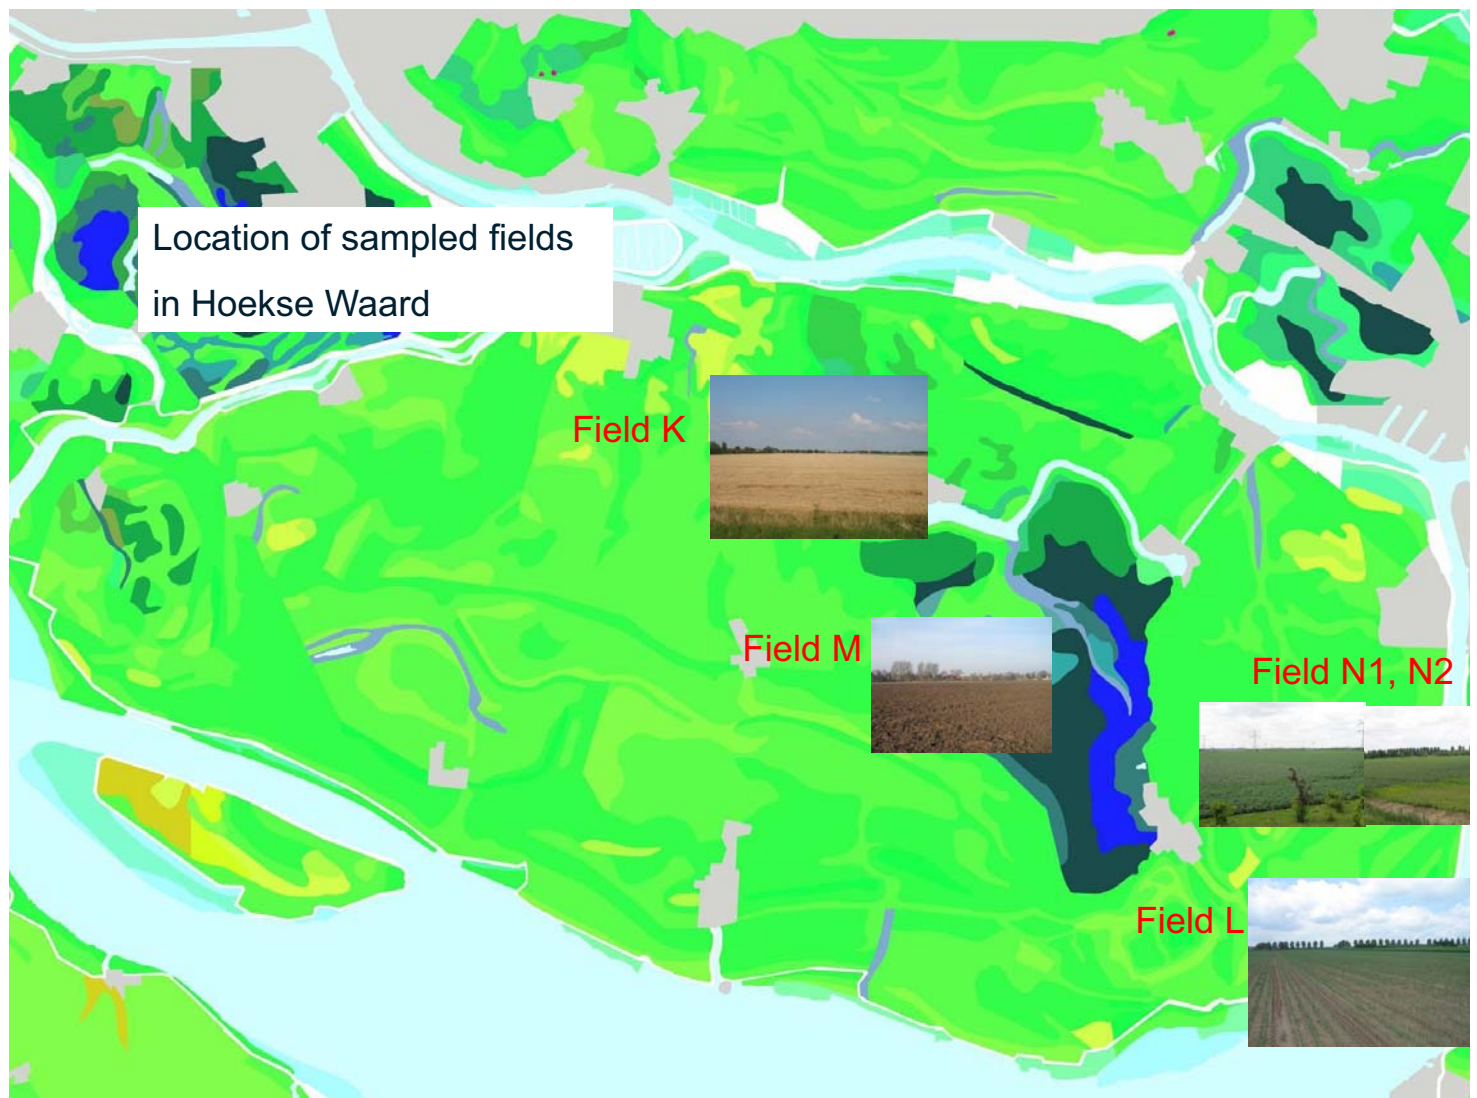 Location of sampled fields
in Hoekse Waard
Field K
Field M
Field N1, N2
Field L